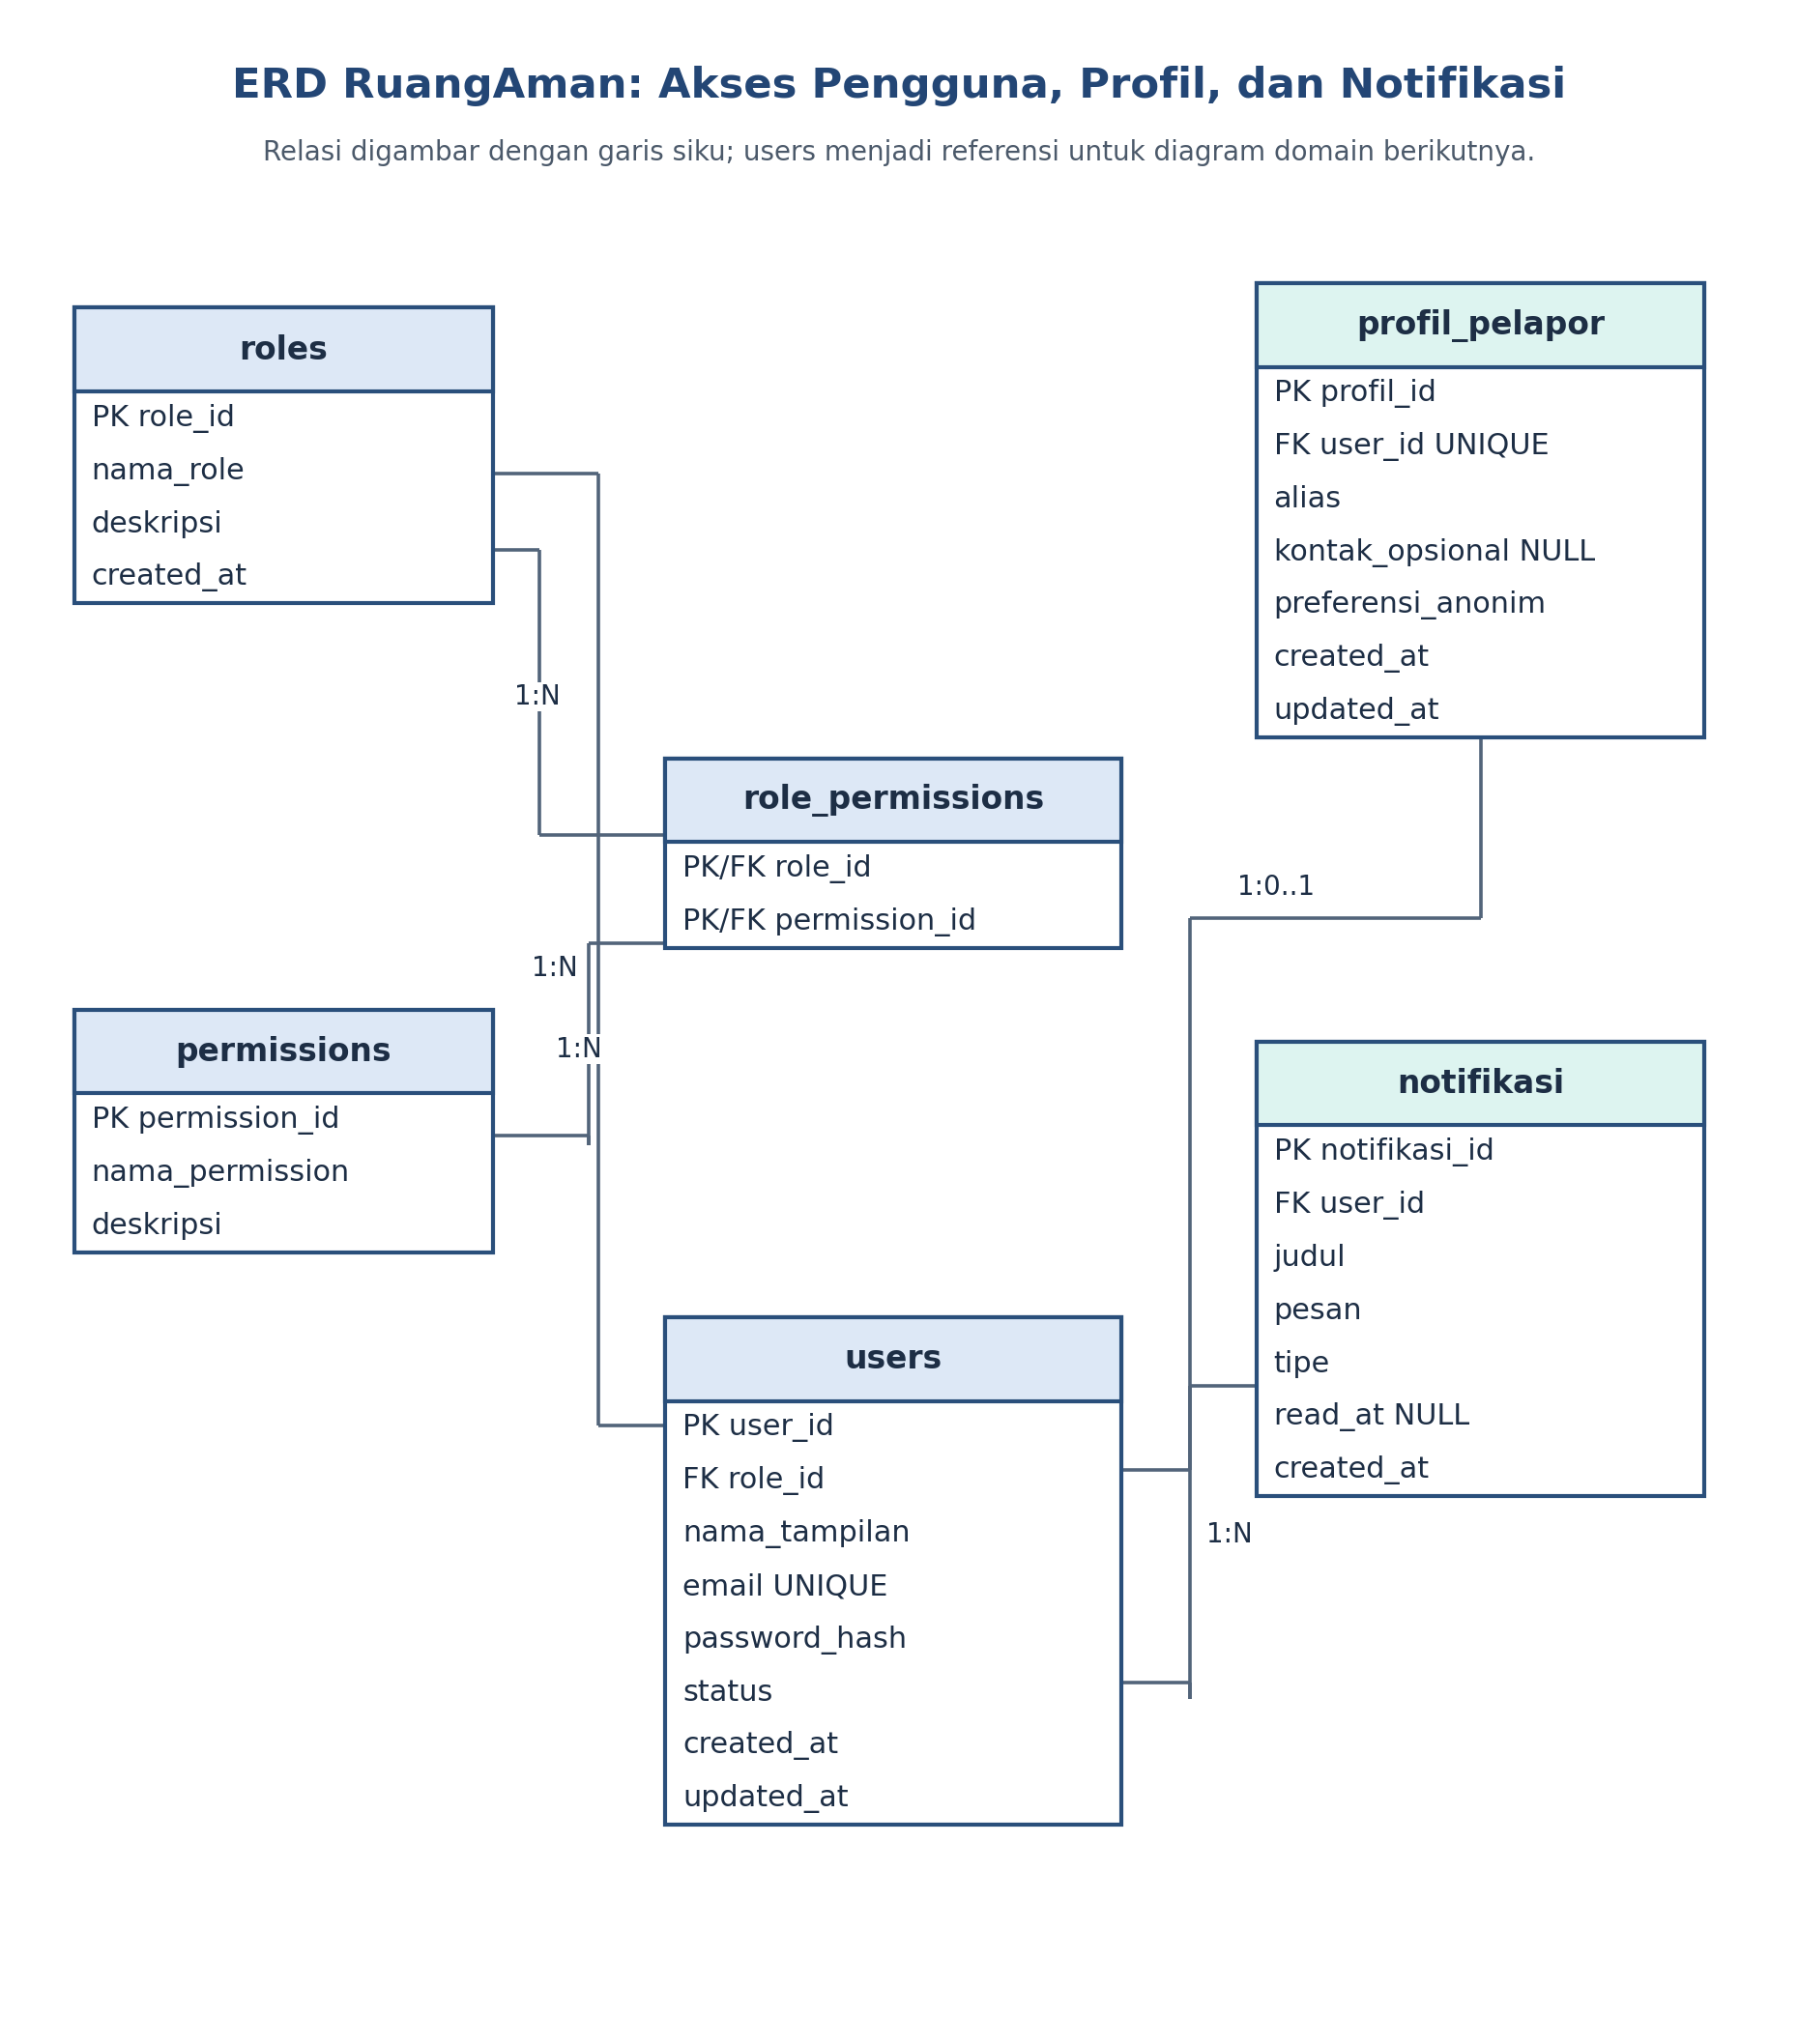 ERD RuangAman: Akses Pengguna, Profil, dan Notifikasi
Relasi digambar dengan garis siku; users menjadi referensi untuk diagram domain berikutnya.
roles
PK role_id
nama_role
deskripsi
created_at
profil_pelapor
PK profil_id
FK user_id UNIQUE
alias
kontak_opsional NULL
preferensi_anonim
created_at
updated_at
1:N
role_permissions
PK/FK role_id
PK/FK permission_id
1:0..1
1:N
1:N
permissions
PK permission_id
nama_permission
deskripsi
notifikasi
PK notifikasi_id
FK user_id
judul
pesan
tipe
read_at NULL
created_at
users
PK user_id
FK role_id
nama_tampilan
email UNIQUE
password_hash
status
created_at
updated_at
1:N